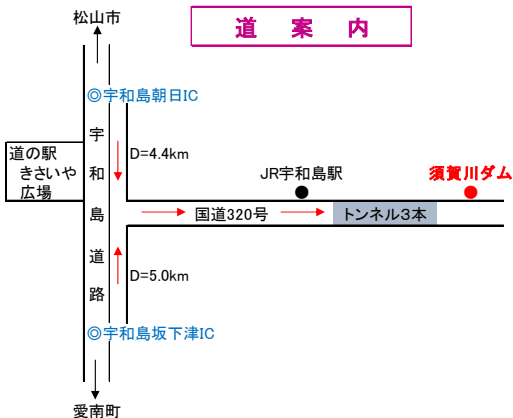 松山市
道 案 内
◎宇和島朝日IC
宇和島道路
D=4.4km
道の駅
きさいや
広場
JR宇和島駅
須賀川ダム
国道320号
トンネル3本
D=5.0km
◎宇和島坂下津IC
愛南町